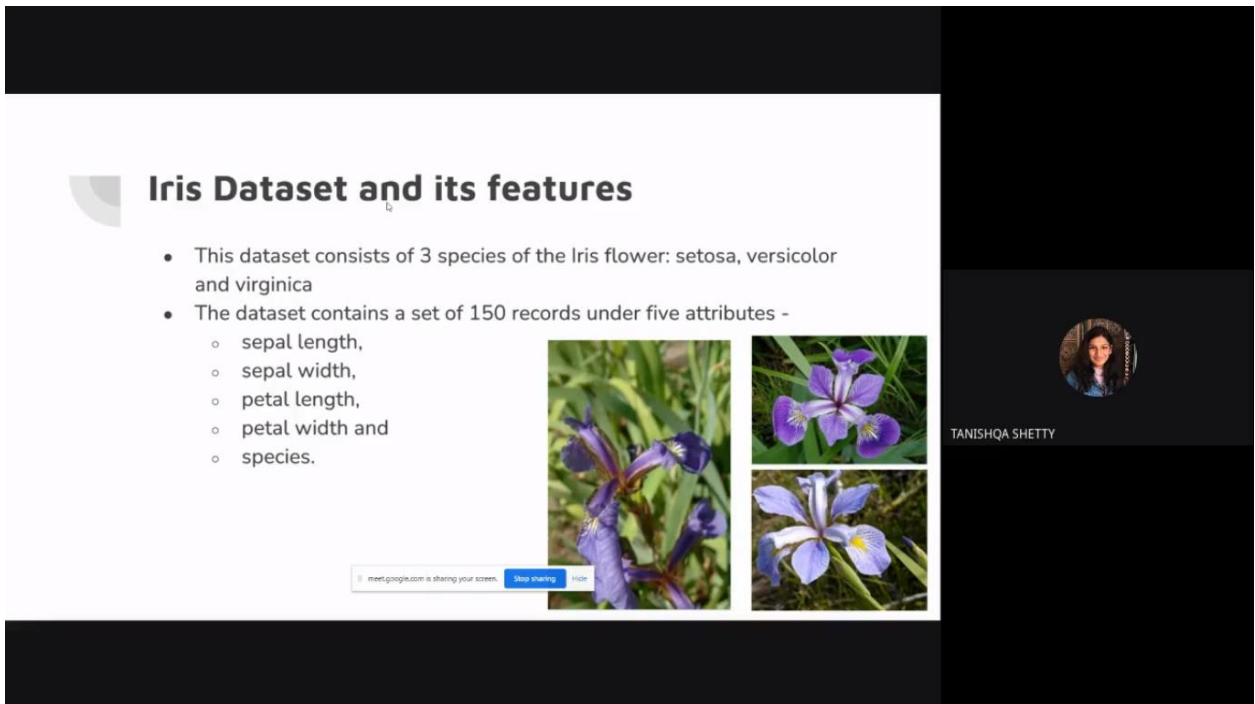 Iris Dataset and its features
● This dataset consists of 3 species of the Iris flower: setosa, versicolor
and virginica
● The dataset contains a set of 150 records under five attributes -
○ sepal length,
○ sepal width,
○ petal length,
○ petal width and
○ species.
meet.google.com is sharing your screen. Stop sharing Hide
TANISHQA SHETTY